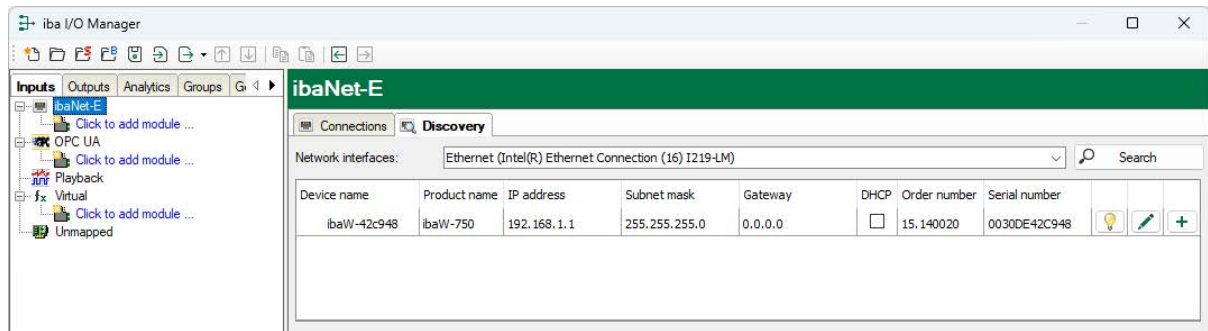 iba I/O Manager
Inputs Outputs Analytics Groups
ibaNet-E
Click to add module ...
OPC UA
Click to add module ...
Playback
Virtual
Click to add module ...
Unmapped
ibaNet-E
Connections Discovery
Network interfaces: Ethernet (Intel(R) Ethernet Connection (16) I219-LM) Search
Device name Product name IP address Subnet mask Gateway DHCP Order number Serial number
ibaW-42c948 ibaW-750 192.168.1.1 255.255.255.0 0.0.0.0 15.140020 0030DE42C948